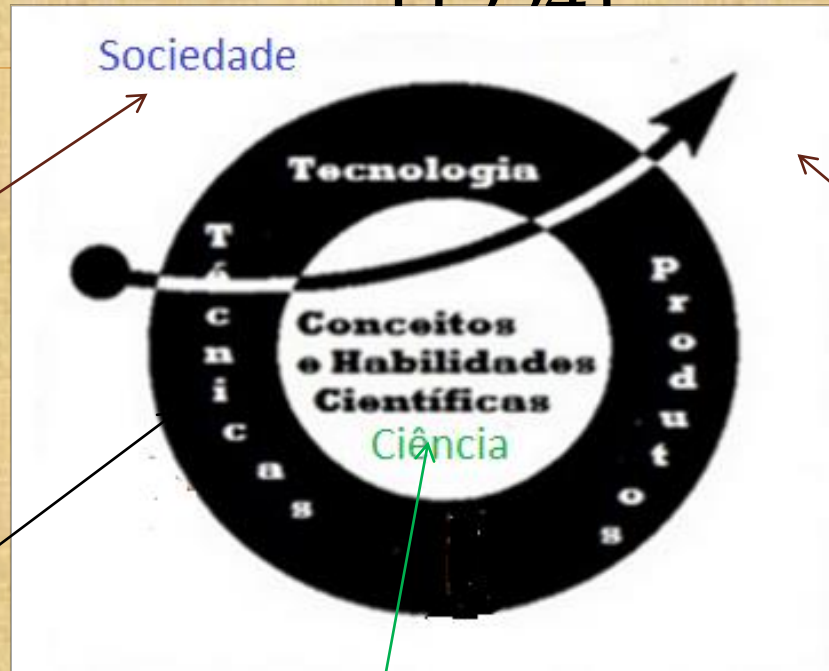 Sociedade
Tecnologia
Técnicas
Produtos
Conceitos
e Habilidades
Científicas
Ciência